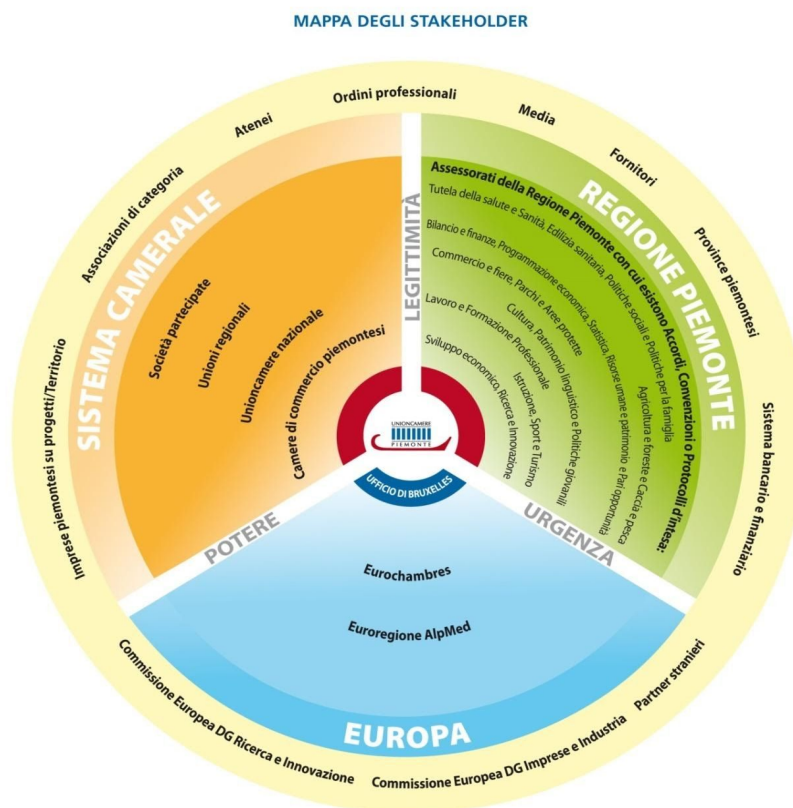 MAPPA DEGLI STAKEHOLDER
Ordini professionali
Atenei
Associazioni di categoria
Imprese piemontesi su progetti/Territorio
Media
Fornitori
Province piemontesi
Sistema bancario e finanziario
Partner stranieri
Commissione Europea DG Imprese e Industria
Commissione Europea DG Ricerca e Innovazione
SISTEMA CAMERALE
Società partecipate
Unioni regionali
Unioncamere nazionale
Camere di commercio piemontesi
LEGITTIMITÀ
REGIONE PIEMONTE
Assessorati della Regione Piemonte con cui esistono Accordi, Convenzioni o Protocolli d'intesa:
Tutela della salute e Sanità, Edilizia sanitaria, Politiche sociali e Politiche per la famiglia
Agricoltura e foreste e Caccia e pesca
Bilancio e finanze, Programmazione economica, Statistica, Risorse umane e patrimonio e Pari opportunità
Commercio e fiere, Parchi e Aree protette
Cultura, Patrimonio linguistico e Politiche giovanili
Lavoro e Formazione Professionale
Istruzione, Sport e Turismo
Sviluppo economico, Ricerca e Innovazione
UNIONCAMERE
PIEMONTE
UFFICIO DI BRUXELLES
POTERE
URGENZA
Eurochambres
Euroregione AlpMed
EUROPA